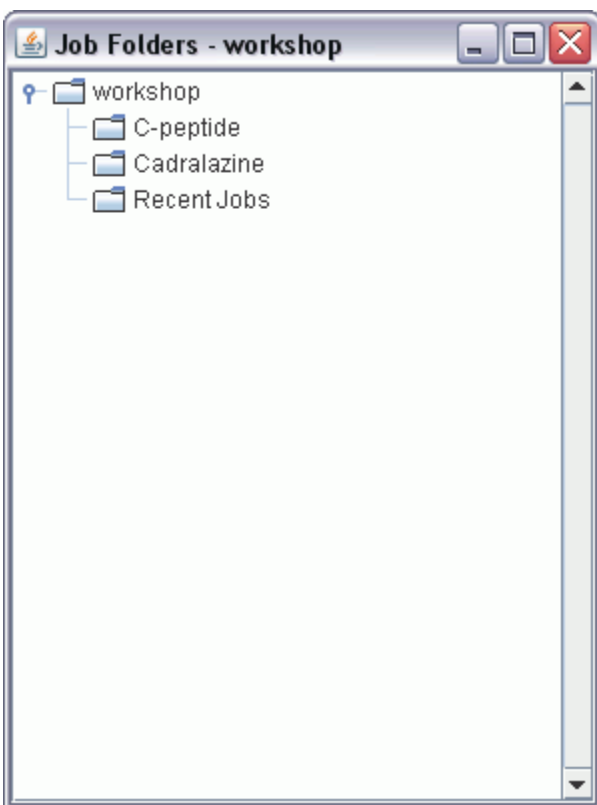 Job Folders - workshop
workshop
C-peptide
Cadralazine
Recent Jobs